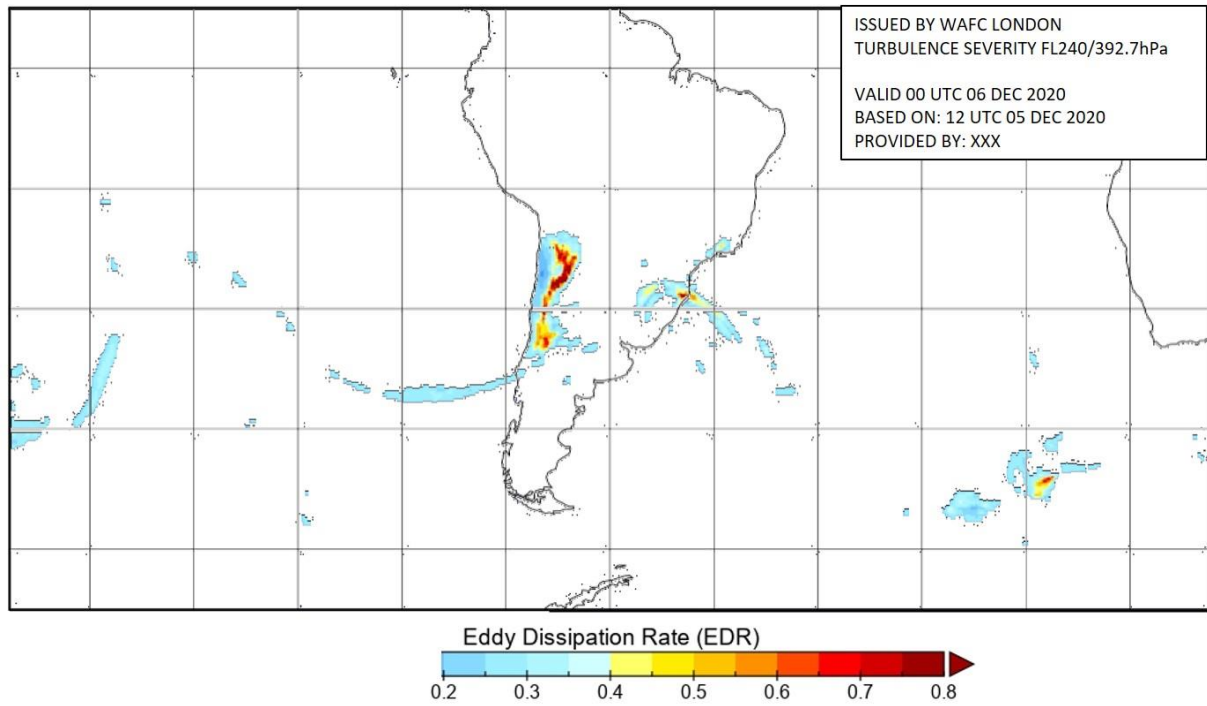 ISSUED BY WAFC LONDON
TURBULENCE SEVERITY FL240/392.7hPa
VALID 00 UTC 06 DEC 2020
BASED ON: 12 UTC 05 DEC 2020
PROVIDED BY: XXX
Eddy Dissipation Rate (EDR)
0.2 0.3 0.4 0.5 0.6 0.7 0.8